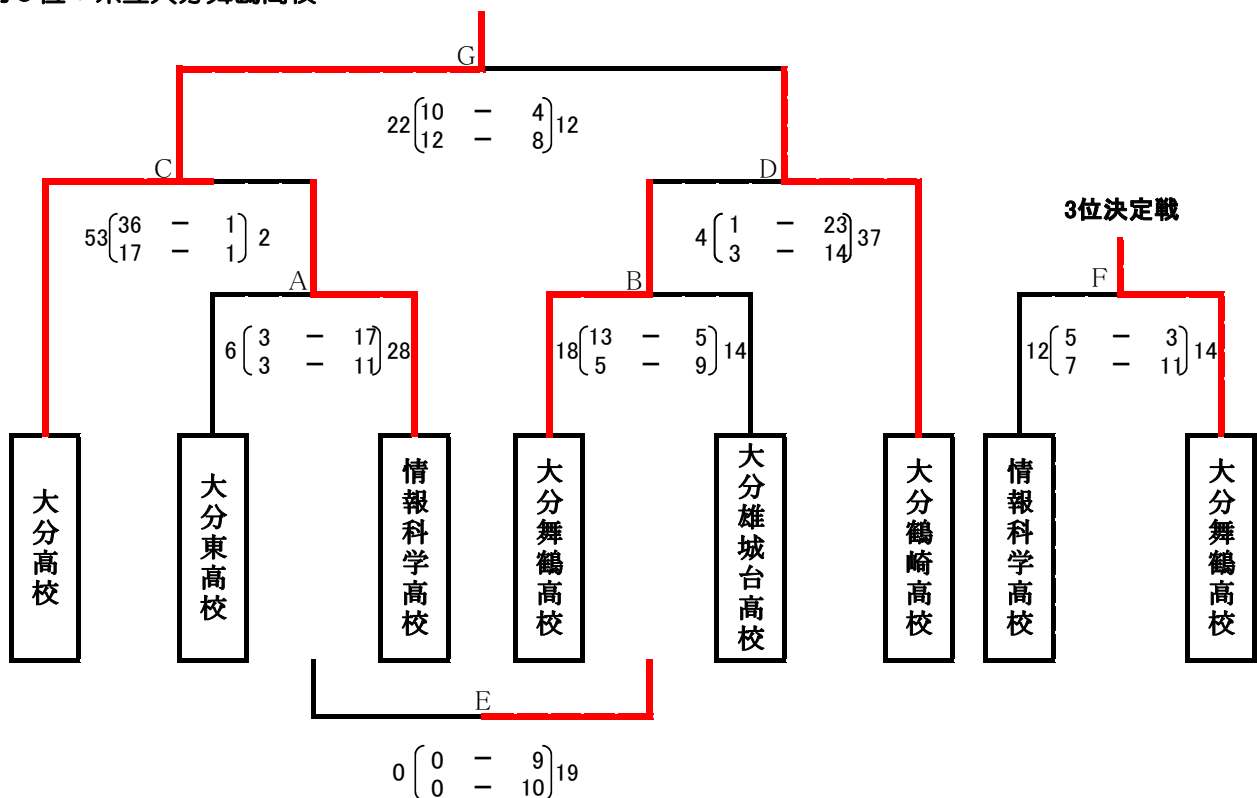 G
22 10 － 4 12
12 － 8
C
D
53 36 － 1 2
17 － 1
4 1 － 23 37
3 － 14
3位決定戦
A
B
F
6 3 － 17 28
3 － 11
18 13 － 5 14
5 － 9
12 5 － 3 14
7 － 11
大分高校
大分東高校
情報科学高校
大分舞鶴高校
大分雄城台高校
大分鶴崎高校
情報科学高校
大分舞鶴高校
E
0 0 － 9 19
0 － 10